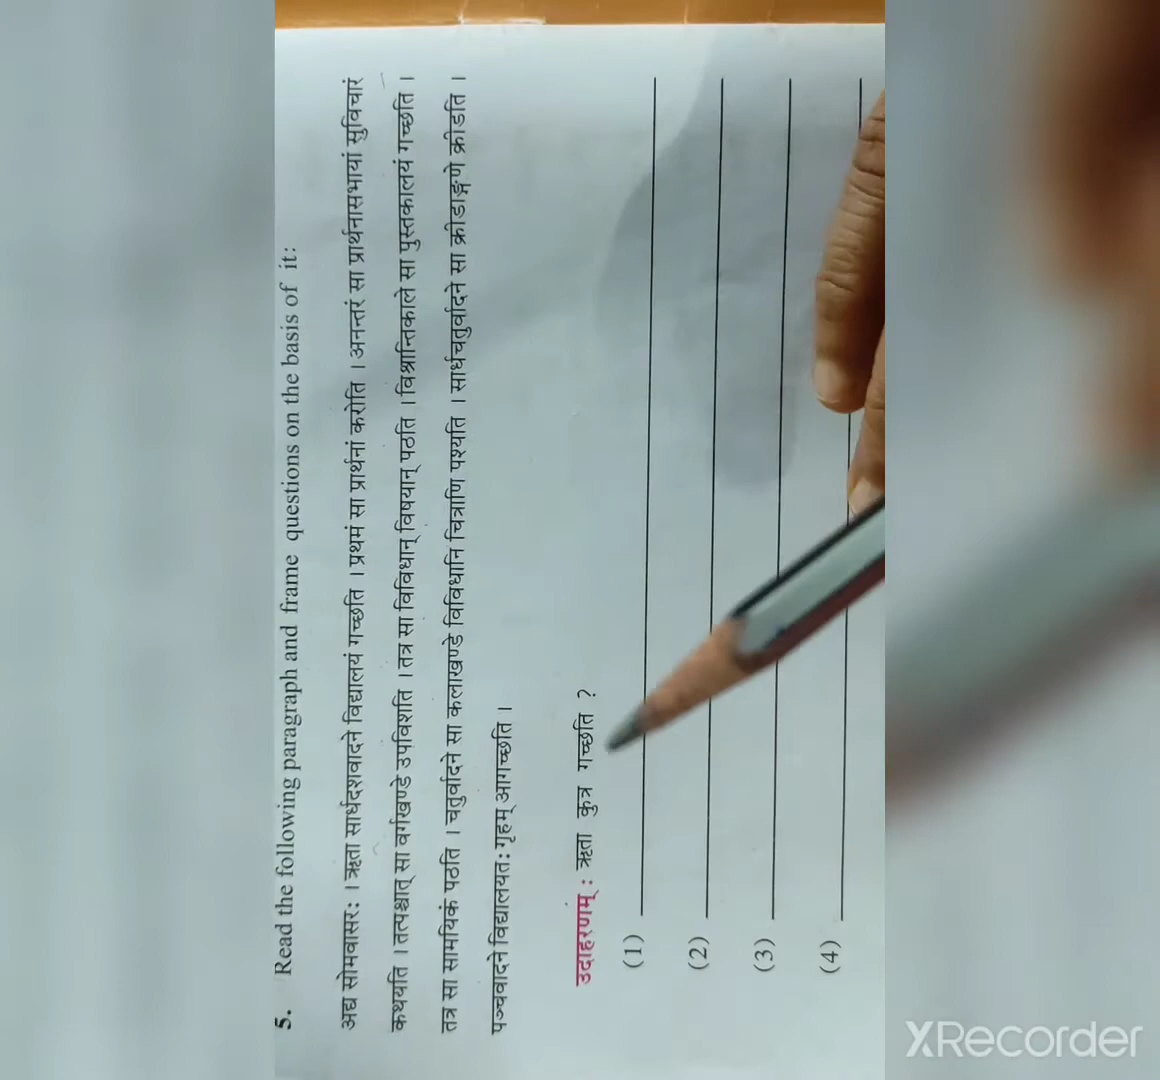 5. Read the following paragraph and frame questions on the basis of it:
अद्य सोमवासरः । ऋता सार्धदशवादने विद्यालयं गच्छति । प्रथमं सा प्रार्थनां करोति । अनन्तरं सा प्रार्थनासभायां सुविचारं
कथयति । तत्पश्चात् सा वर्गखण्डे उपविशति । तत्र सा विविधान् विषयान् पठति । विश्रान्तिकाले सा पुस्तकालयं गच्छति ।
तत्र सा सामयिकं पठति । चतुर्वादने सा कलाखण्डे विविधानि चित्राणि पश्यति । सार्धचतुर्वादने सा क्रीडाङ्गणे क्रीडति ।
पञ्चवादने विद्यालयतः गृहम् आगच्छति ।
उदाहरणम् : ऋता कुत्र गच्छति ?
(1)
(2)
(3)
(4)
XRecorder